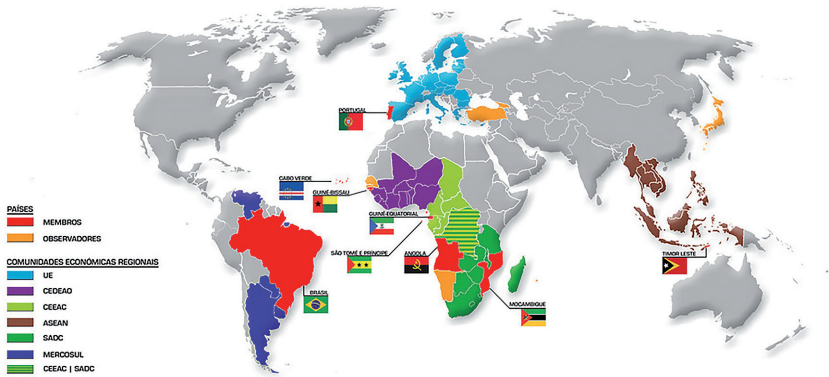 PORTUGAL
CABO VERDE
GUINÉ-BISSAU
GUINÉ-EQUATORIAL
SÃO TOMÉ E PRÍNCIPE
ANGOLA
BRASIL
MOÇAMBIQUE
TIMOR LESTE
PAÍSES
MEMBROS
OBSERVADORES
COMUNIDADES ECONÓMICAS REGIONAIS
UE
CEDEAO
CEEAC
ASEAN
SADC
MERCOSUL
CEEAC | SADC